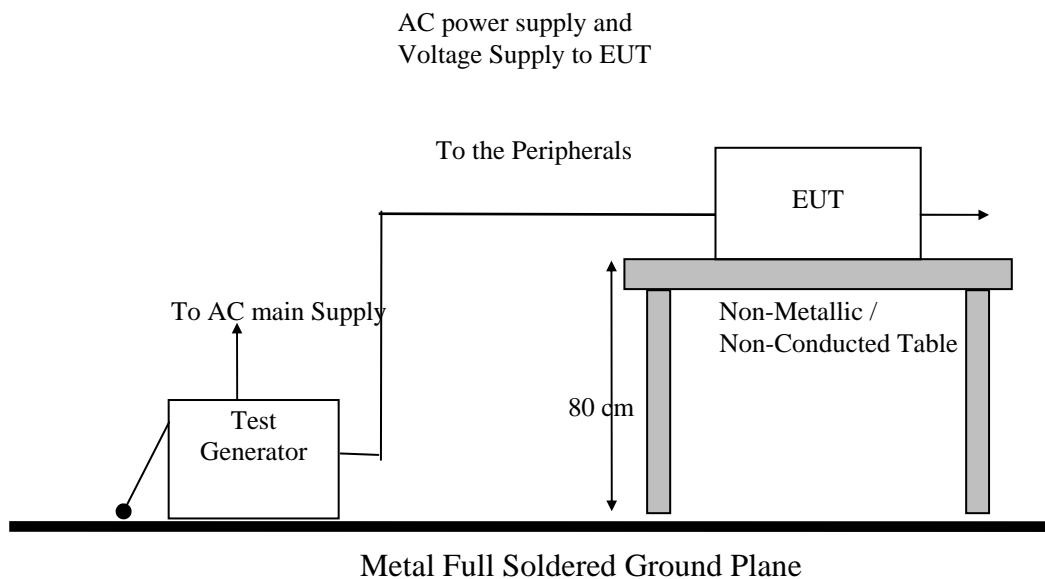 AC power supply and
Voltage Supply to EUT
To the Peripherals
EUT
To AC main Supply
Non-Metallic /
Non-Conducted Table
80 cm
Test
Generator
Metal Full Soldered Ground Plane